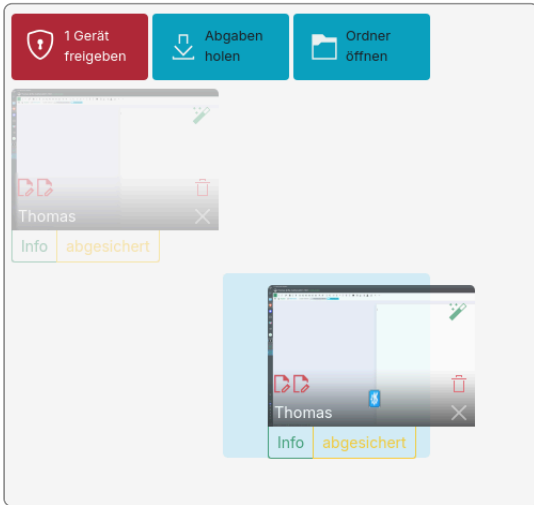 1 Gerät
freigeben
Abgaben
holen
Ordner
öffnen
Thomas
Info
abgesichert
Thomas
Info
abgesichert